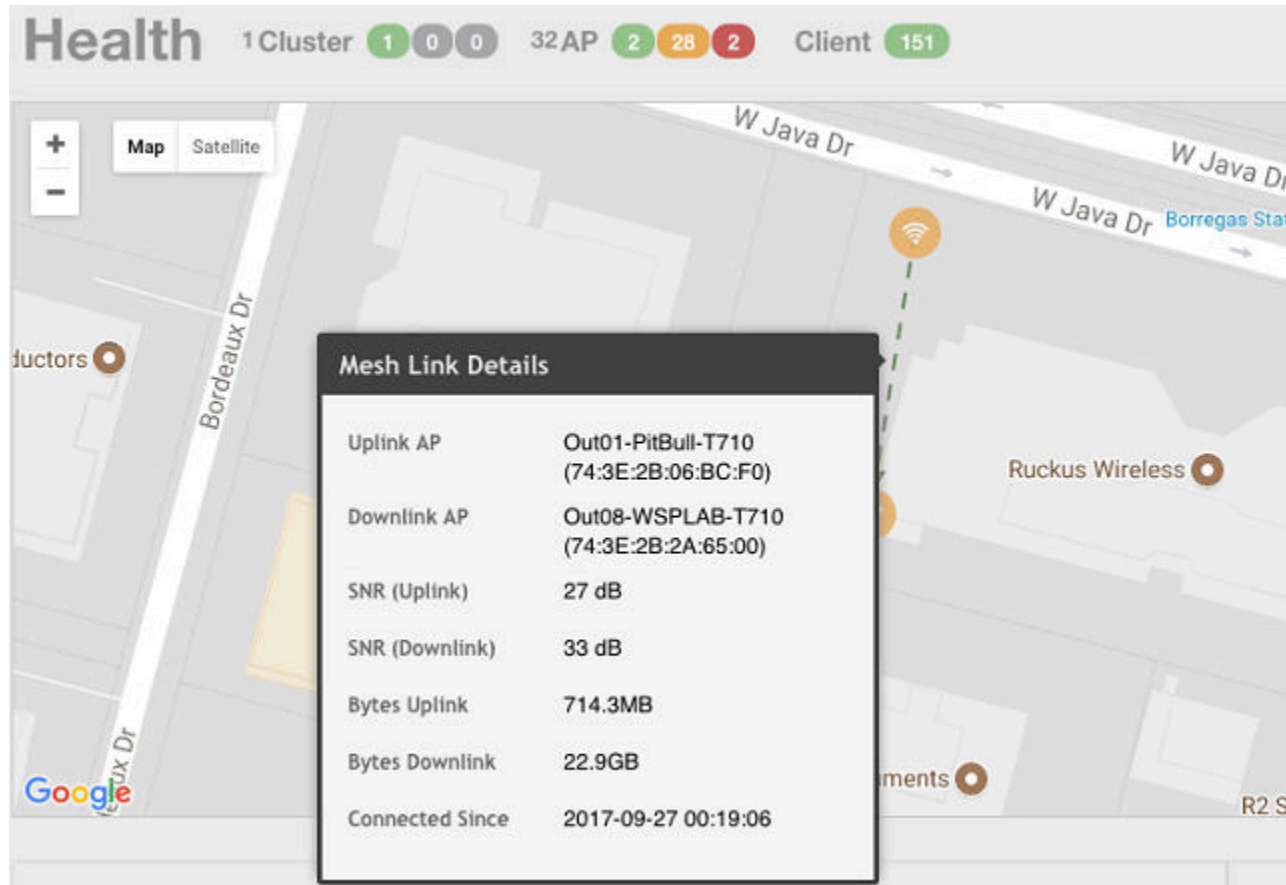 Health 1 Cluster 1 0 0 32 AP 2 28 2 Client 151
+
Map Satellite
−
W Java Dr
W Java Dr
W Java Dr
Borregas
Bordeaux Dr
Ruckus Wireless
Mesh Link Details
Uplink AP Out01-PitBull-T710
(74:3E:2B:06:BC:F0)
Downlink AP Out08-WSPLAB-T710
(74:3E:2B:2A:65:00)
SNR (Uplink) 27 dB
SNR (Downlink) 33 dB
Bytes Uplink 714.3MB
Bytes Downlink 22.9GB
Connected Since 2017-09-27 00:19:06
Google
R2